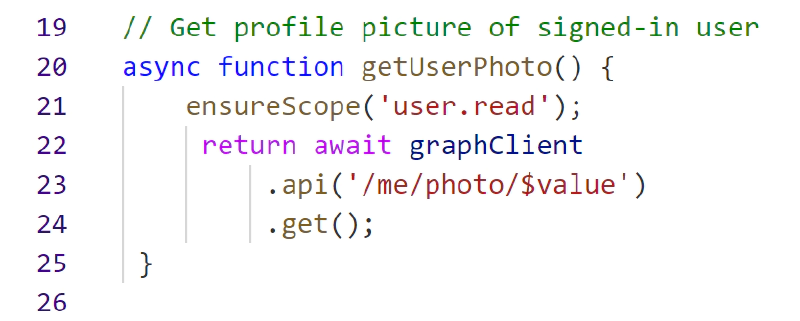 19 // Get profile picture of signed-in user
20 async function getUserPhoto() {
21 ensureScope('user.read');
22 return await graphClient
23 .api('/me/photo/$value')
24 .get();
25 }
26